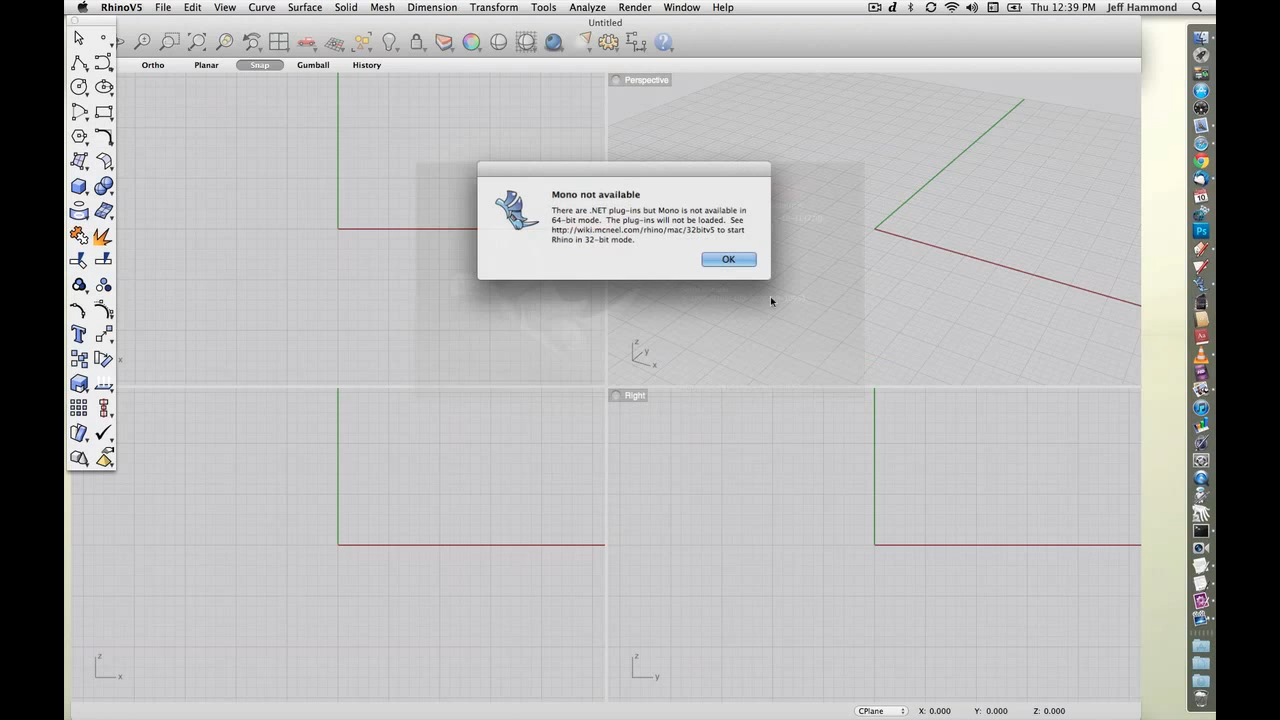 RhinoV5 File Edit View Curve Surface Solid Mesh Dimension Transform Tools Analyze Render Window Help Thu 12:39 PM Jeff Hammond
Untitled
Ortho Planar Snap Gumball History
Perspective
Mono not available
There are .NET plug-ins but Mono is not available in
64-bit mode. The plug-ins will not be loaded. See
http://wiki.mcneel.com/rhino/mac/32bitv5 to start
Rhino in 32-bit mode.
OK
z
y
x
x
Right
z
x
z
y
CPlane X: 0.000 Y: 0.000 Z: 0.000